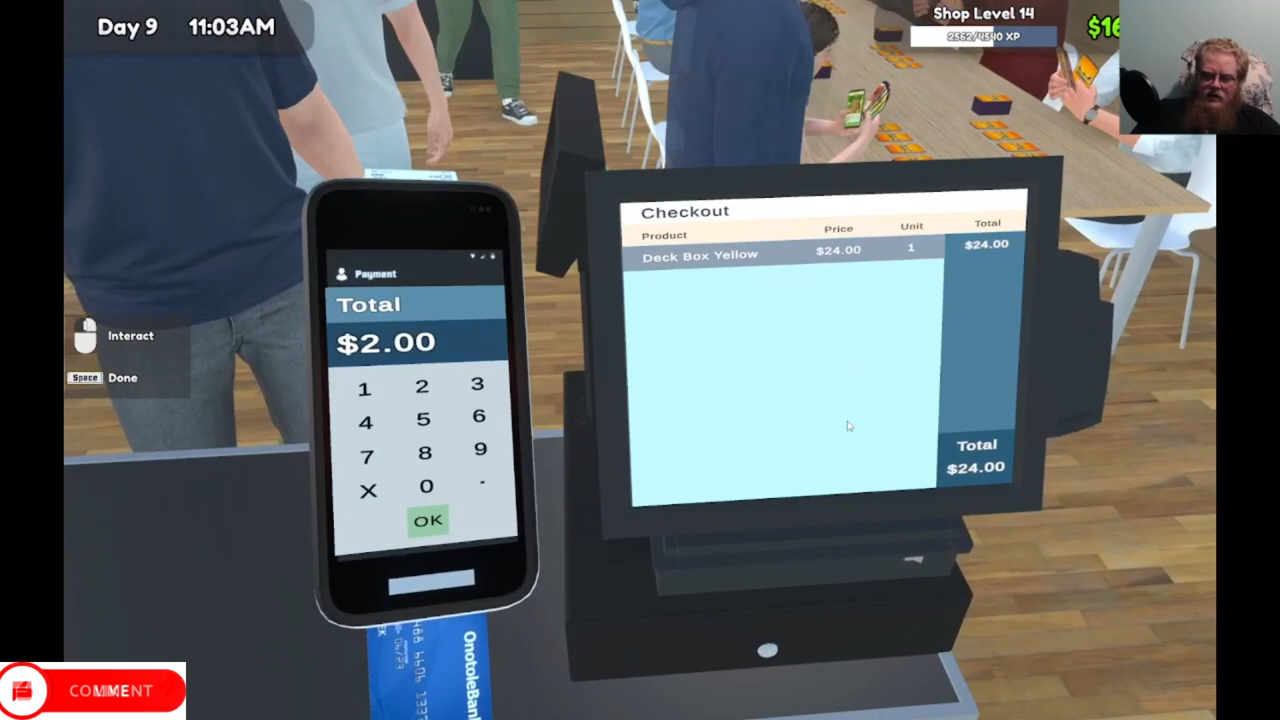 Day 9 11:03AM
Shop Level 14
2562/4540 XP
Interact
Space Done
Payment
Total
$2.00
1 2 3
4 5 6
7 8 9
X 0 .
OK
Checkout
Product Price Unit Total
Deck Box Yellow $24.00 1 $24.00
Total
$24.00
OnotoleBank